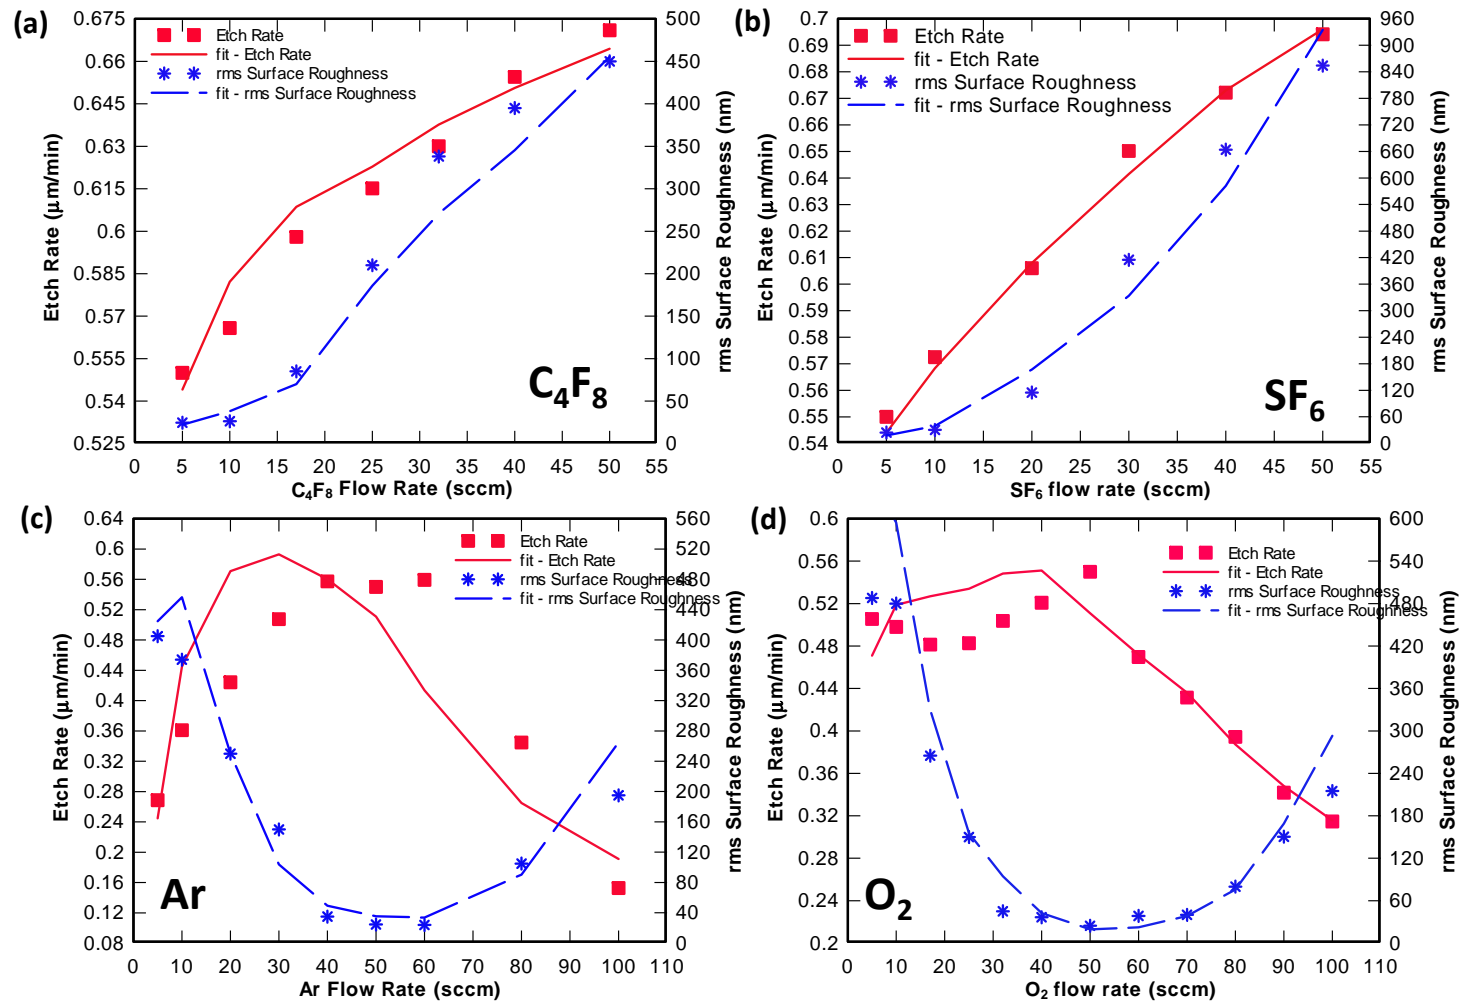 (a)
0.675
0.66
0.645
0.63
0.615
0.6
0.585
0.57
0.555
0.54
0.525
Etch Rate (μm/min)
Etch Rate
fit - Etch Rate
rms Surface Roughness
fit - rms Surface Roughness
C4F8
500
450
400
350
300
250
200
150
100
50
0
rms Surface Roughness (nm)
0 5 10 15 20 25 30 35 40 45 50 55
C4F8 Flow Rate (sccm)
(b)
0.7
0.69
0.68
0.67
0.66
0.65
0.64
0.63
0.62
0.61
0.6
0.59
0.58
0.57
0.56
0.55
0.54
Etch Rate (μm/min)
Etch Rate
fit - Etch Rate
rms Surface Roughness
fit - rms Surface Roughness
SF6
960
900
840
780
720
660
600
540
480
420
360
300
240
180
120
60
0
rms Surface Roughness (nm)
0 5 10 15 20 25 30 35 40 45 50 55
SF6 flow rate (sccm)
(c)
0.64
0.6
0.56
0.52
0.48
0.44
0.4
0.36
0.32
0.28
0.24
0.2
0.16
0.12
0.08
Etch Rate (μm/min)
Etch Rate
fit - Etch Rate
rms Surface Roughness
fit - rms Surface Roughness
Ar
560
520
480
440
400
360
320
280
240
200
160
120
80
40
0
rms Surface Roughness (nm)
0 10 20 30 40 50 60 70 80 90 100 110
Ar Flow Rate (sccm)
(d)
0.6
0.56
0.52
0.48
0.44
0.4
0.36
0.32
0.28
0.24
0.2
Etch Rate (μm/min)
Etch Rate
fit - Etch Rate
rms Surface Roughness
fit - rms Surface Roughness
O2
600
540
480
420
360
300
240
180
120
60
0
rms Surface Roughness (nm)
0 10 20 30 40 50 60 70 80 90 100 110
O2 flow rate (sccm)